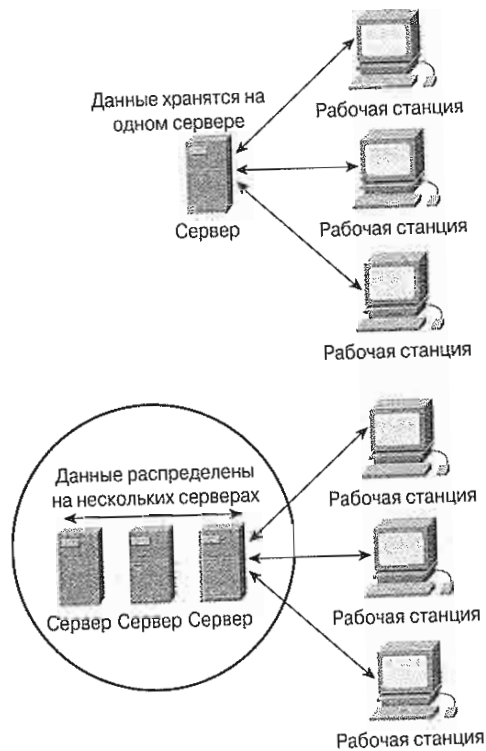 Рабочая станция
Данные хранятся на
одном сервере
Рабочая станция
Сервер
Рабочая станция
Данные распределены
на нескольких серверах
Рабочая станция
Сервер Сервер Сервер
Рабочая станция
Рабочая станция